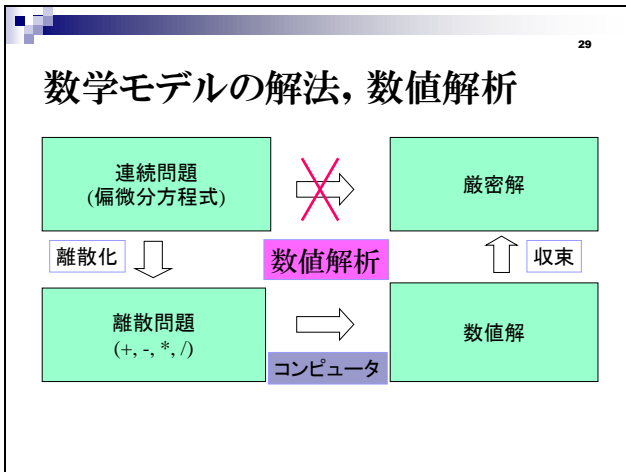 29
数学モデルの解法, 数値解析
連続問題
(偏微分方程式)
厳密解
離散化
数値解析
収束
離散問題
(+, -, *, /)
数値解
コンピュータ